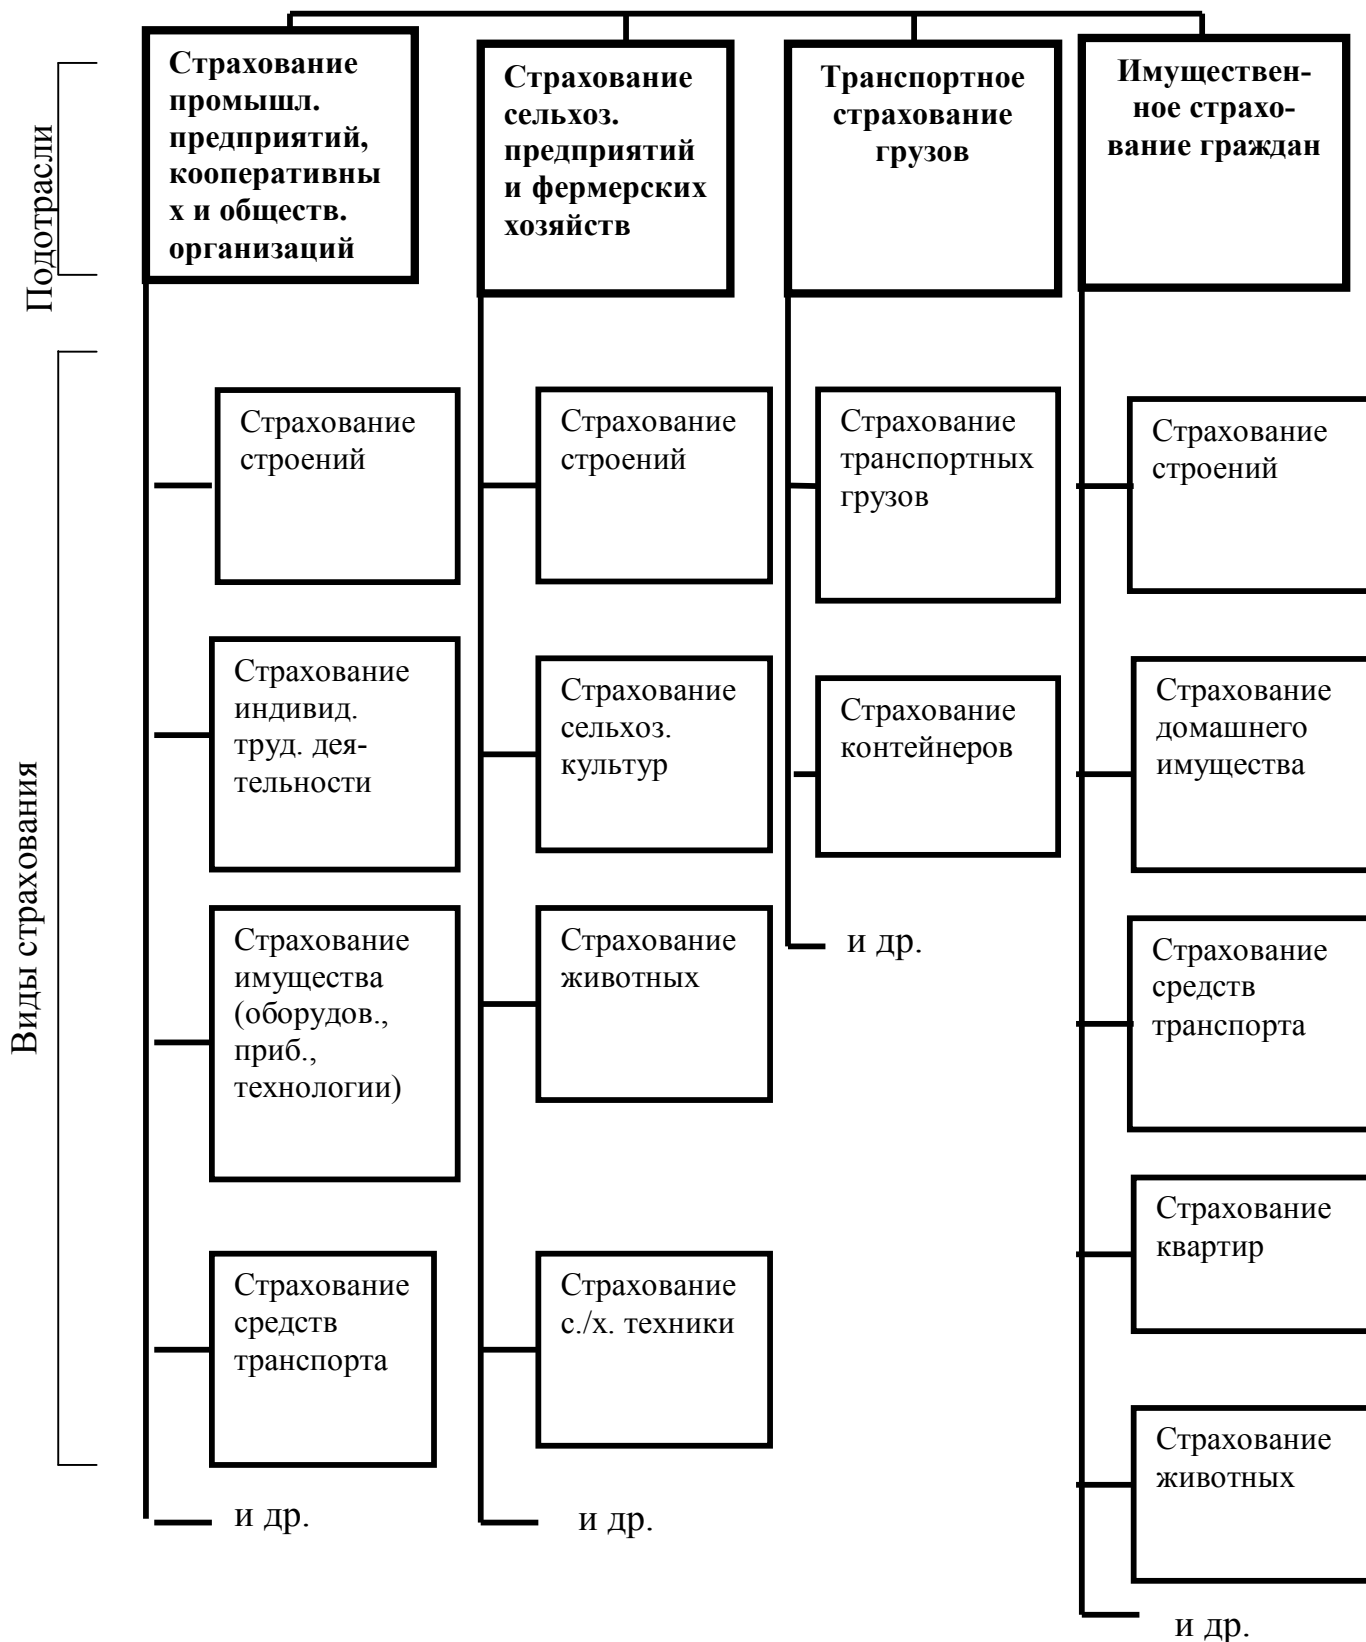 Подотрасли
Страхование
промышл.
предприятий,
кооперативны
х и обществ.
организаций
Страхование
сельхоз.
предприятий
и фермерских
хозяйств
Транспортное
страхование
грузов
Имуществен-
ное страхо-
вание граждан
Виды страхования
Страхование
строений
Страхование
индивид.
труд. дея-
тельности
Страхование
имущества
(оборудов.,
приб.,
технологии)
Страхование
средств
транспорта
и др.
Страхование
строений
Страхование
сельхоз.
культур
Страхование
животных
Страхование
с./х. техники
и др.
Страхование
транспортных
грузов
Страхование
контейнеров
и др.
Страхование
строений
Страхование
домашнего
имущества
Страхование
средств
транспорта
Страхование
квартир
Страхование
животных
и др.